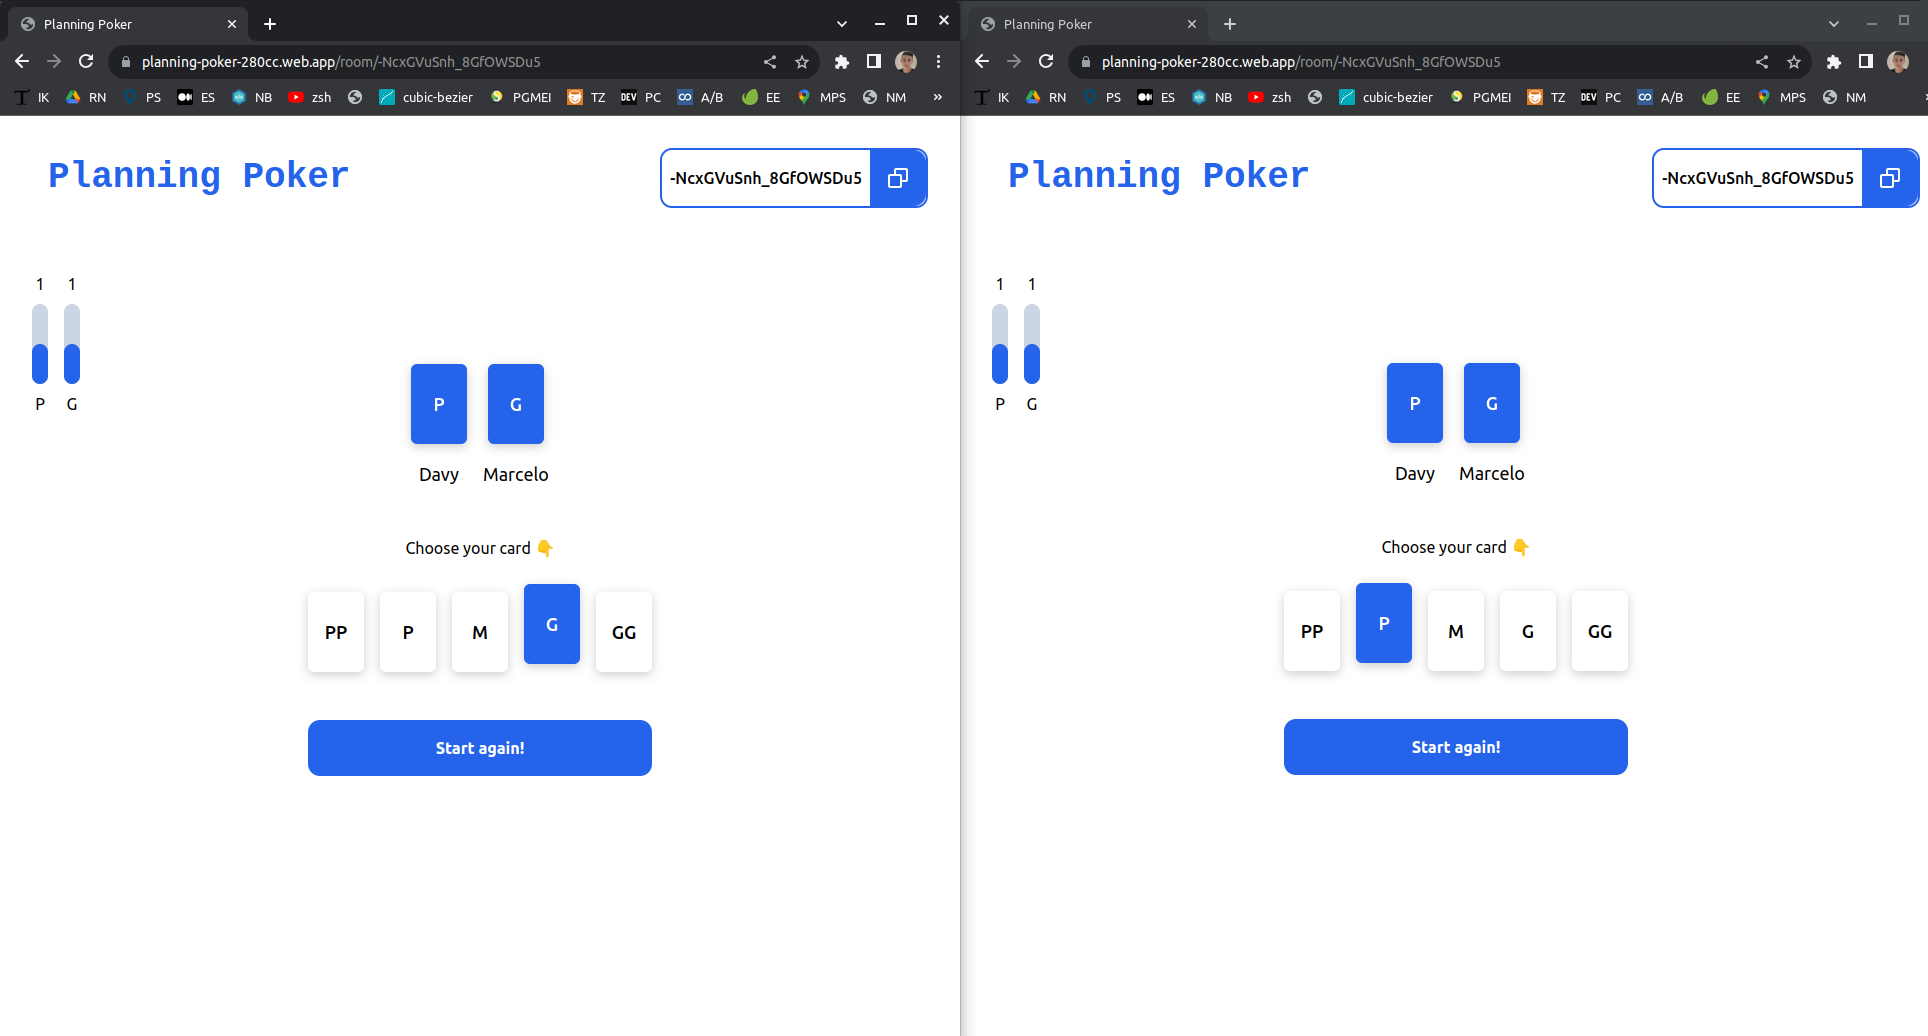 Planning Poker
planning-poker-280cc.web.app/room/-NcxGVuSnh_8GfOWSDu5
IK RN PS ES NB zsh cubic-bezier PGMEI TZ DEV PC A/B EE MPS NM »
Planning Poker
-NcxGVuSnh_8GfOWSDu5
1 1
P G
P G
Davy Marcelo
Choose your card 👇
PP P M G GG
Start again!
Planning Poker
planning-poker-280cc.web.app/room/-NcxGVuSnh_8GfOWSDu5
IK RN PS ES NB zsh cubic-bezier PGMEI TZ DEV PC A/B EE MPS NM
Planning Poker
-NcxGVuSnh_8GfOWSDu5
1 1
P G
P G
Davy Marcelo
Choose your card 👇
PP P M G GG
Start again!